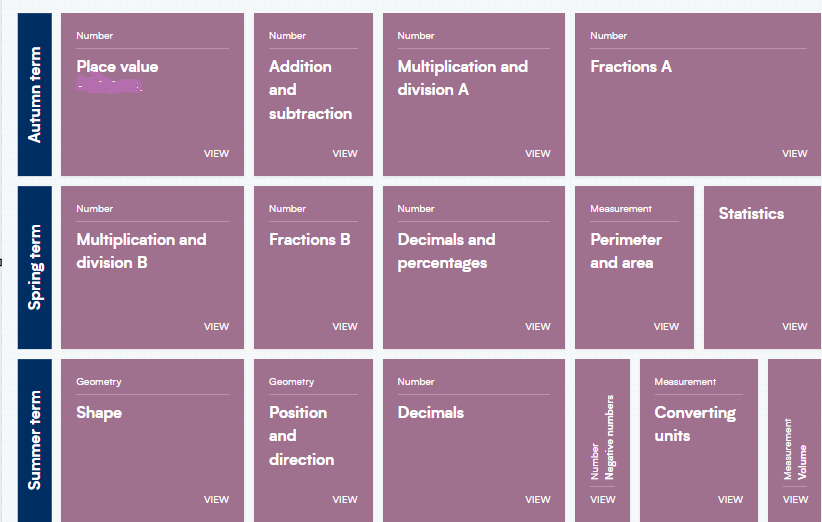 Autumn term
Number
Place value
VIEW
Number
Addition
and
subtraction
VIEW
Number
Multiplication and
division A
VIEW
Number
Fractions A
VIEW
Spring term
Number
Multiplication and
division B
VIEW
Number
Fractions B
VIEW
Number
Decimals and
percentages
VIEW
Measurement
Perimeter
and area
VIEW
Statistics
VIEW
Summer term
Geometry
Shape
VIEW
Geometry
Position
and
direction
VIEW
Number
Decimals
VIEW
Number
Negative numbers
VIEW
Measurement
Converting
units
VIEW
Measurement
Volume
VIEW